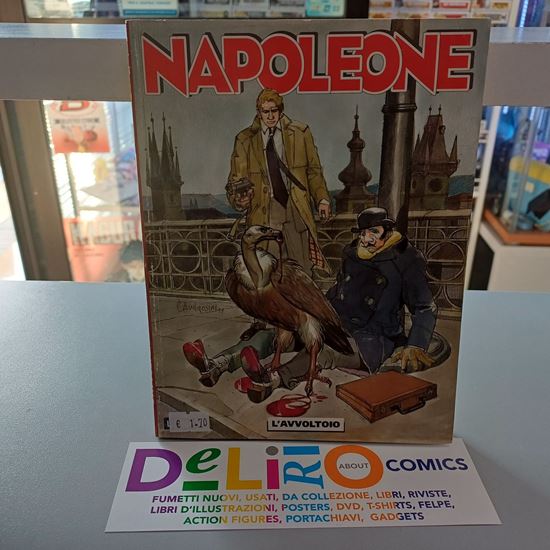 NAPOLEONE
C. Ambrosini
L'AVVOLTOIO
€ 1.70
DeLiRiO ABOUT COMICS
FUMETTI NUOVI, USATI, DA COLLEZIONE, LIBRI, RIVISTE,
LIBRI D'ILLUSTRAZIONI, POSTERS, DVD, T-SHIRTS, FELPE,
ACTION FIGURES, PORTACHIAVI, GADGETS